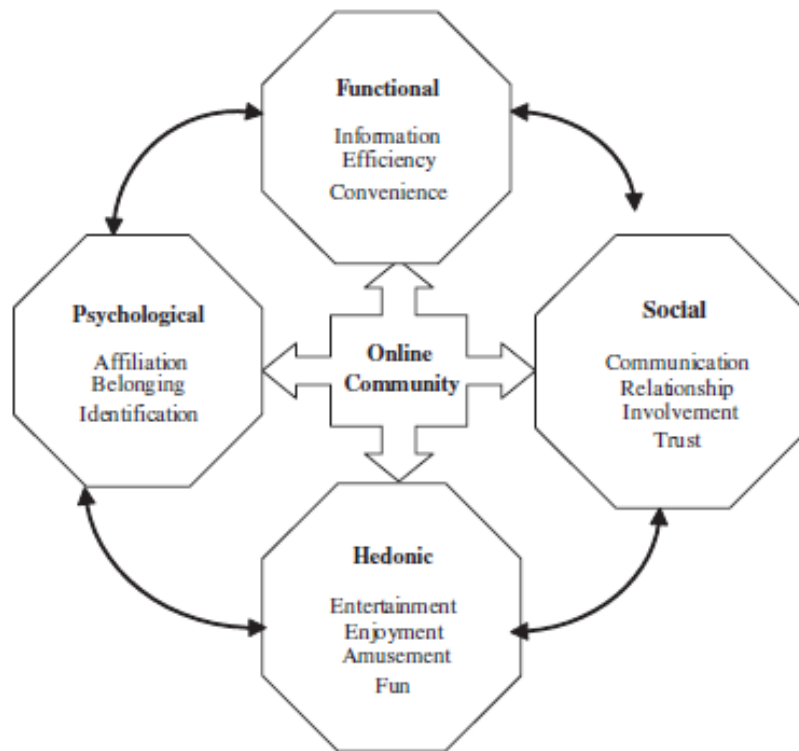 Functional
Information
Efficiency
Convenience
Psychological
Affiliation
Belonging
Identification
Online
Community
Social
Communication
Relationship
Involvement
Trust
Hedonic
Entertainment
Enjoyment
Amusement
Fun